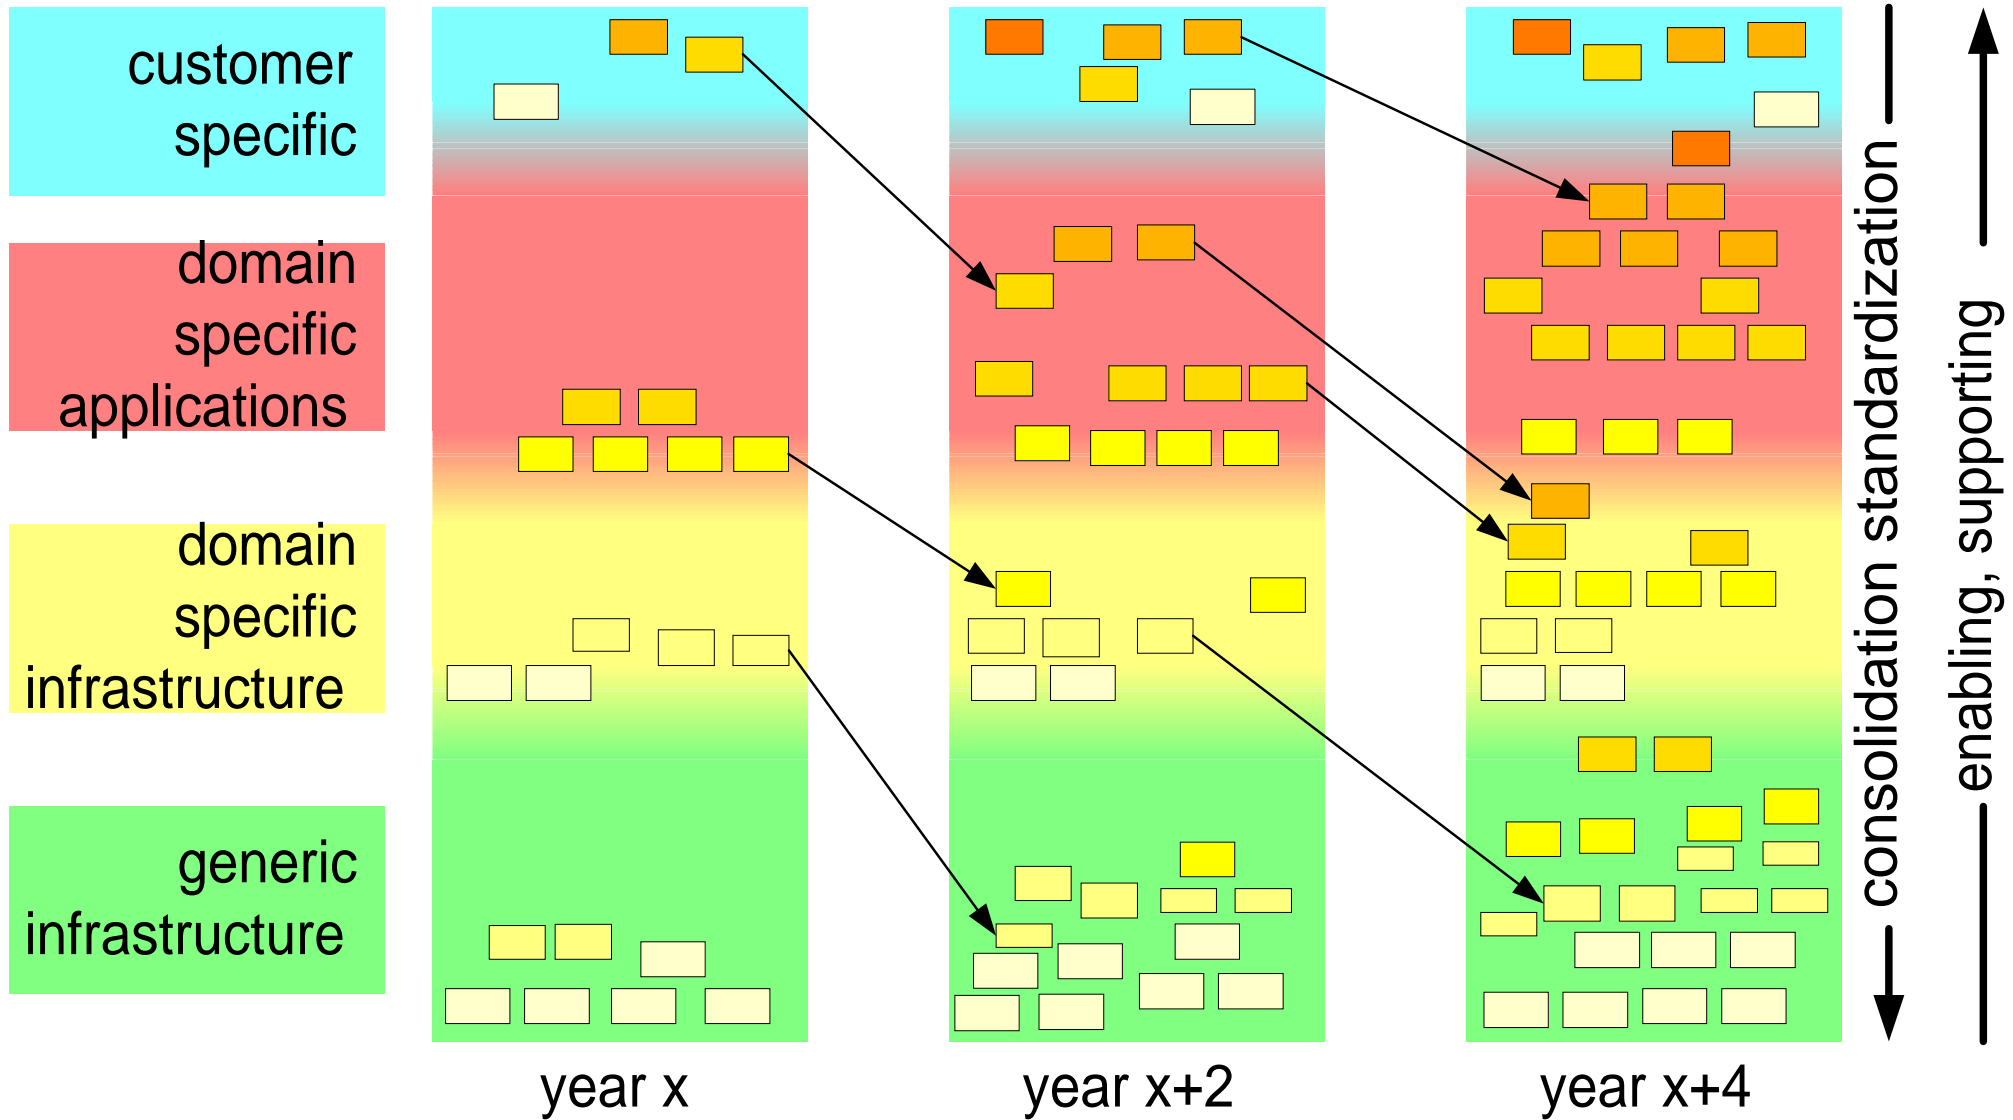 customer
specific
domain
specific
applications
domain
specific
infrastructure
generic
infrastructure
year x
year x+2
year x+4
consolidation standardization
enabling, supporting